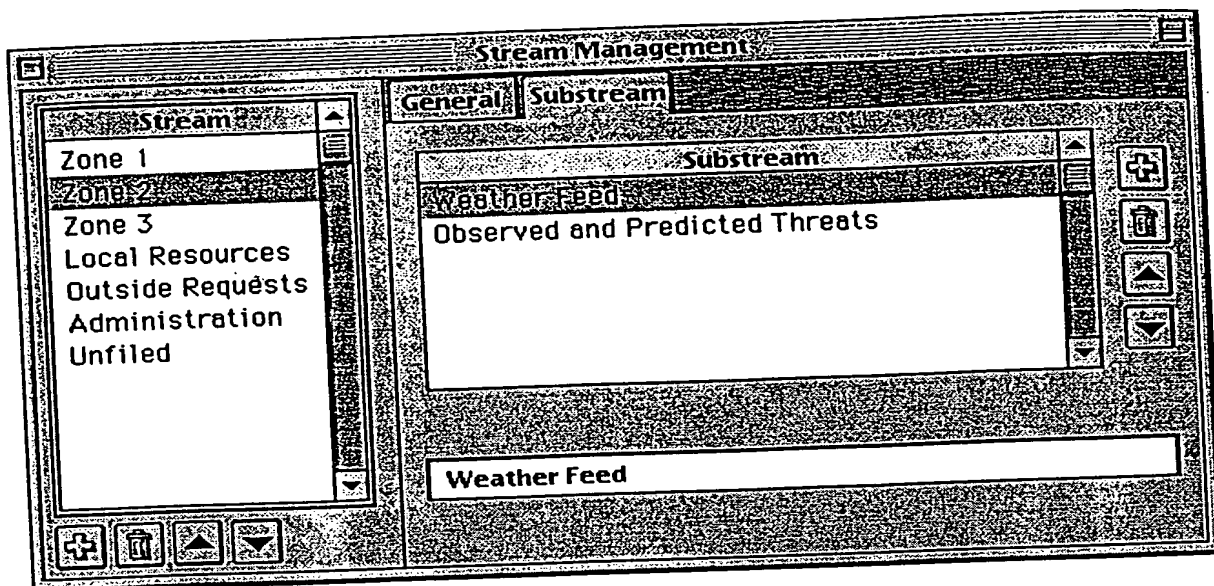 Stream Management
Stream
Zone 1
Zone 2
Zone 3
Local Resources
Outside Requests
Administration
Unfiled
General
Substream
Substream
Weather Feed
Observed and Predicted Threats
Weather Feed